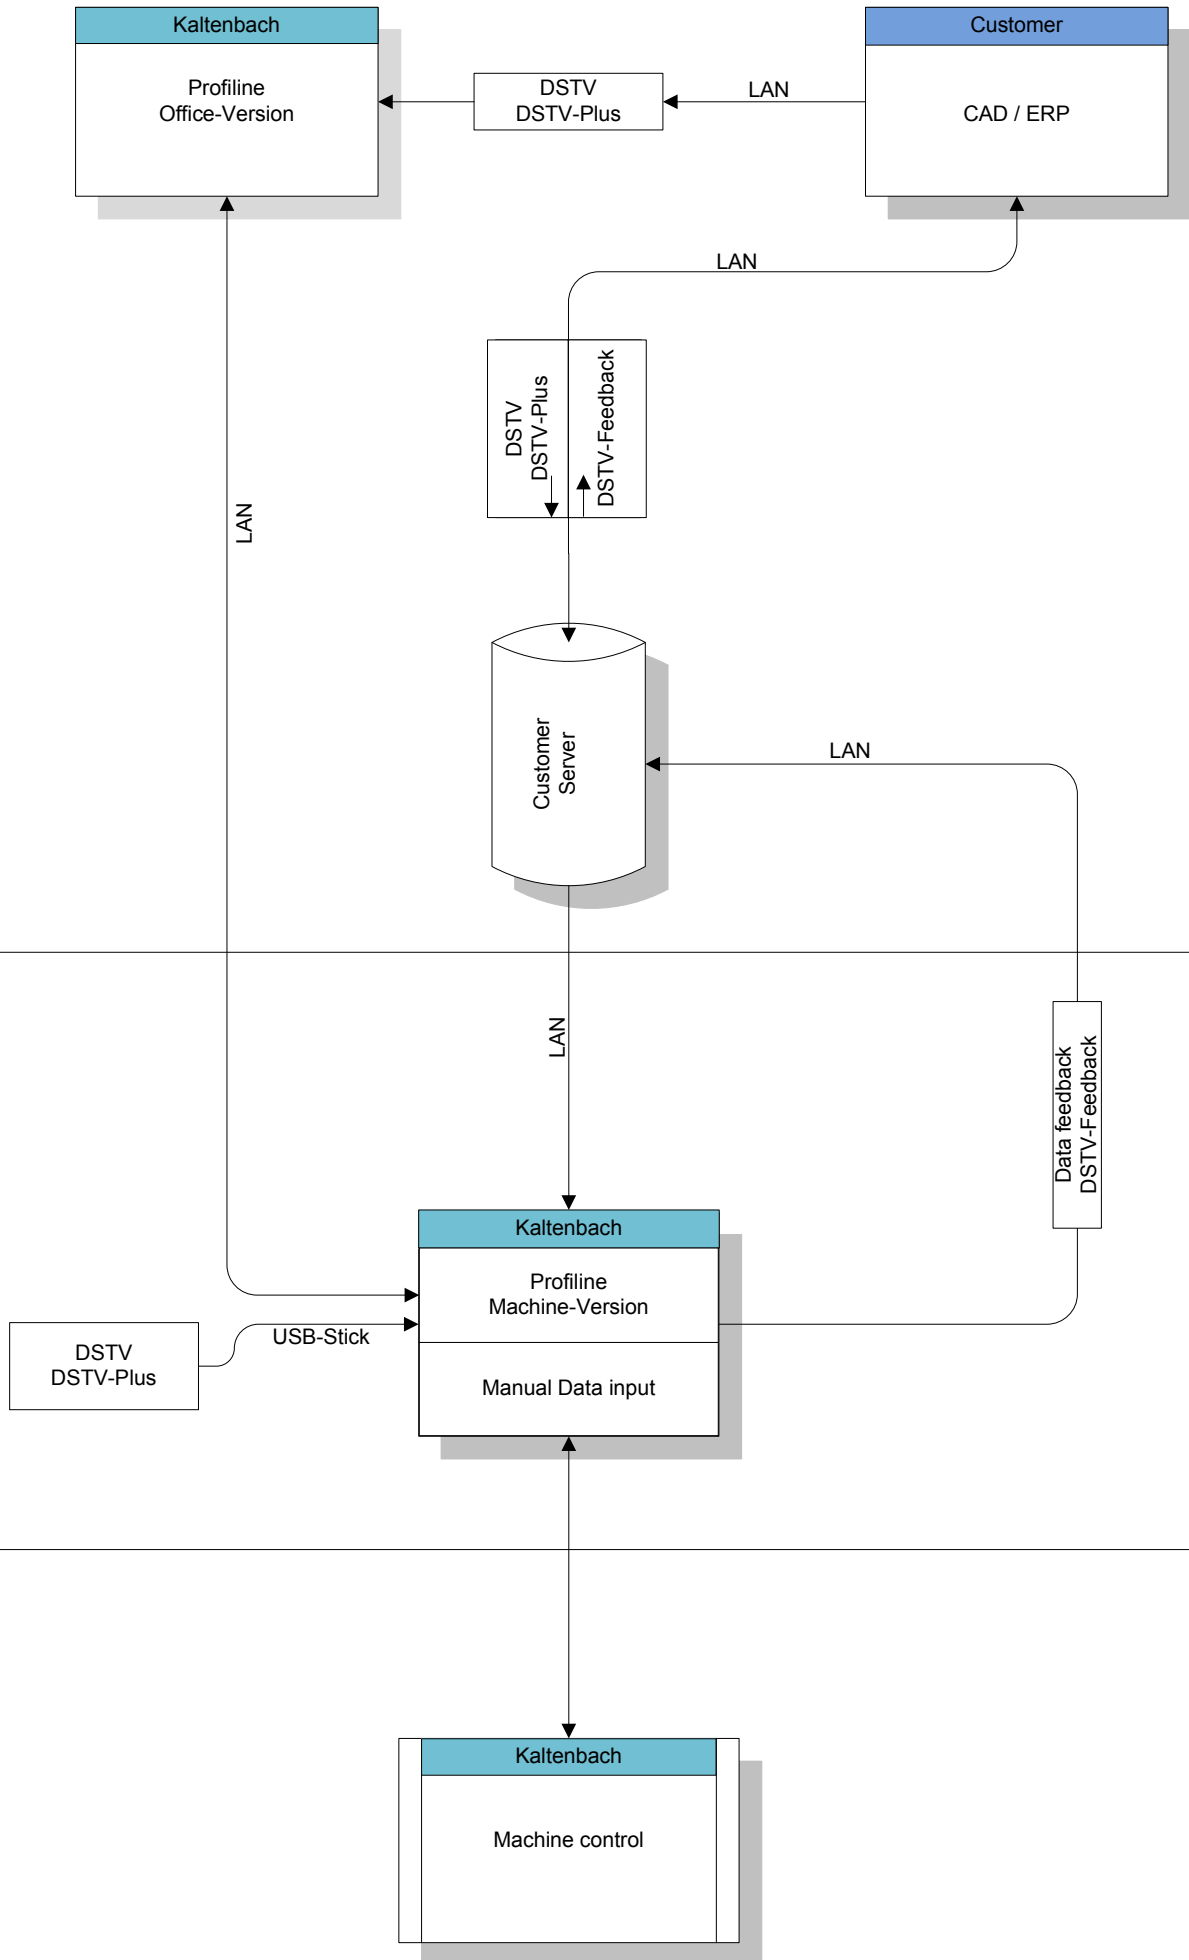 Kaltenbach
Profiline
Office-Version
DSTV
DSTV-Plus
LAN
Customer
CAD / ERP
LAN
DSTV
DSTV-Plus
DSTV-Feedback
LAN
Customer
Server
LAN
LAN
Data feedback
DSTV-Feedback
Kaltenbach
Profiline
Machine-Version
Manual Data input
DSTV
DSTV-Plus
USB-Stick
Kaltenbach
Machine control